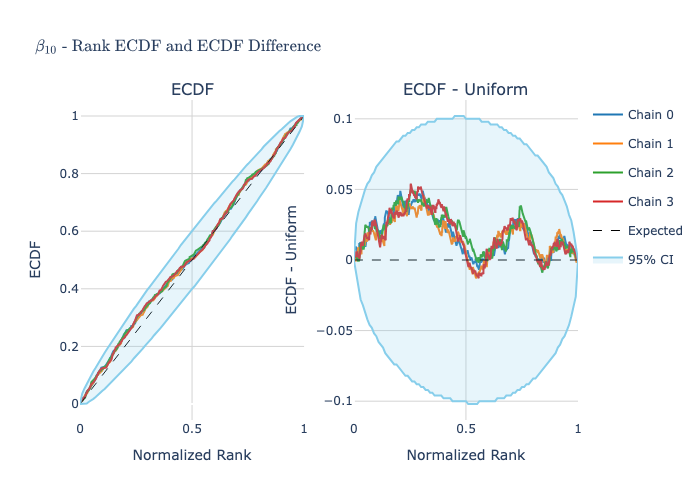 β10 - Rank ECDF and ECDF Difference
ECDF
ECDF - Uniform
ECDF
1
0.8
0.6
0.4
0.2
0
0
0.5
1
Normalized Rank
ECDF - Uniform
0.1
0.05
0
−0.05
−0.1
0
0.5
1
Normalized Rank
Chain 0
Chain 1
Chain 2
Chain 3
Expected
95% CI